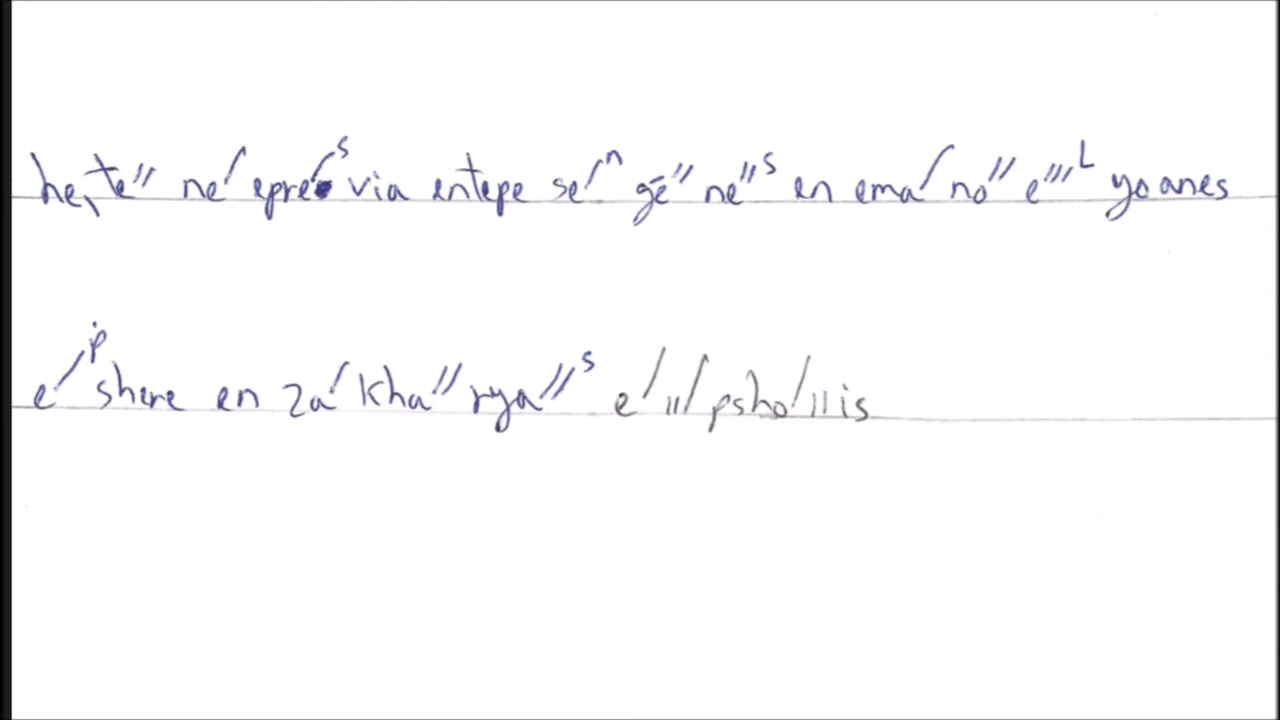 he,te// ne/ epre/s via entepe se/n gē// ne//s en ema/ no// e///L yoanes
e/p shere en za/ kha// rya//s e/ ///psho///is